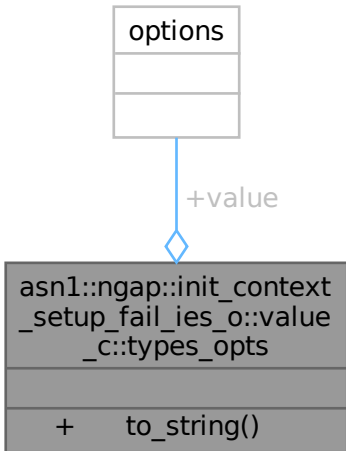 options
+value
asn1::ngap::init_context
_setup_fail_ies_o::value
_c::types_opts
+ to_string()